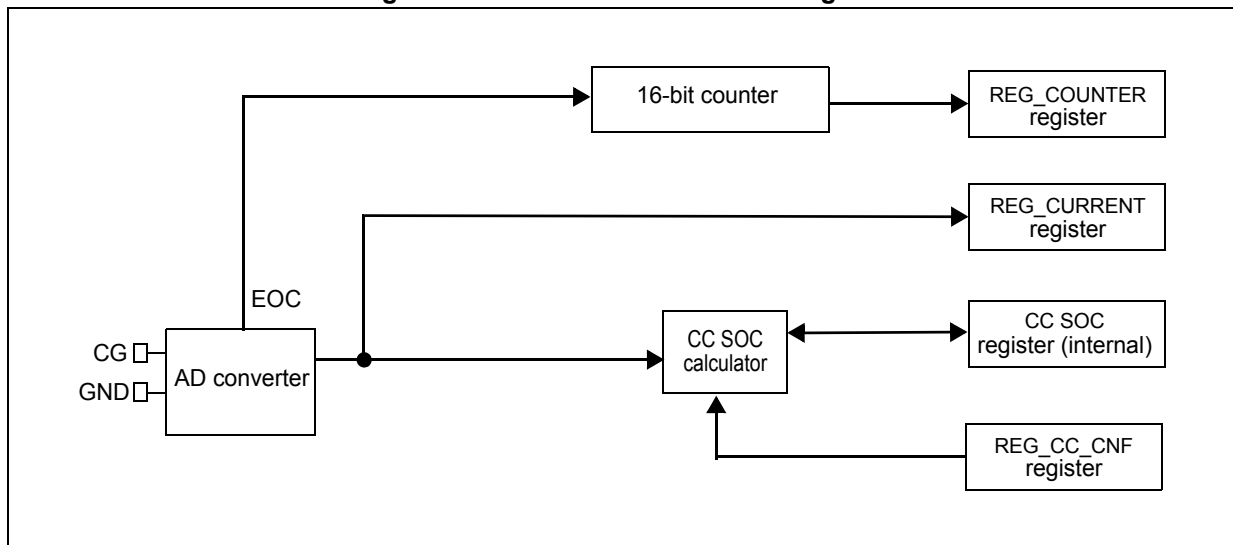 16-bit counter
REG_COUNTER
register
REG_CURRENT
register
EOC
CG
GND
AD converter
CC SOC
calculator
CC SOC
register (internal)
REG_CC_CNF
register